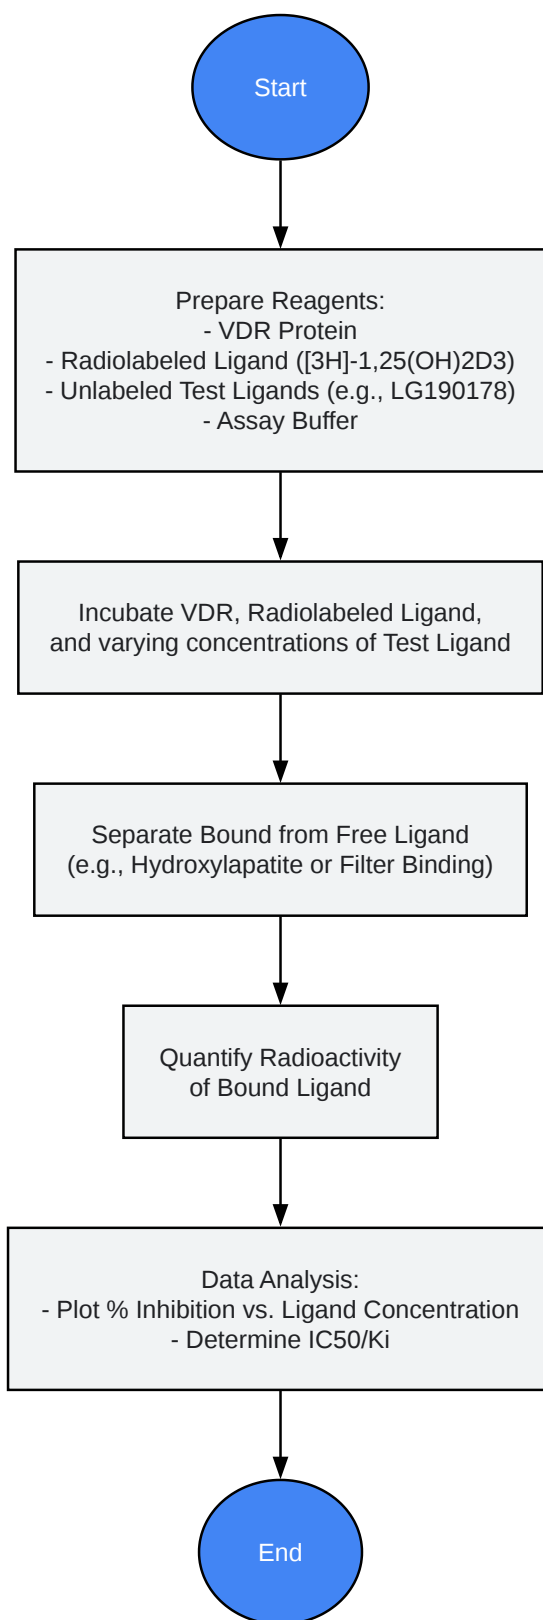 Start
Prepare Reagents:
- VDR Protein
- Radiolabeled Ligand ([3H]-1,25(OH)2D3)
- Unlabeled Test Ligands (e.g., LG190178)
- Assay Buffer
Incubate VDR, Radiolabeled Ligand,
and varying concentrations of Test Ligand
Separate Bound from Free Ligand
(e.g., Hydroxylapatite or Filter Binding)
Quantify Radioactivity
of Bound Ligand
Data Analysis:
- Plot % Inhibition vs. Ligand Concentration
- Determine IC50/Ki
End